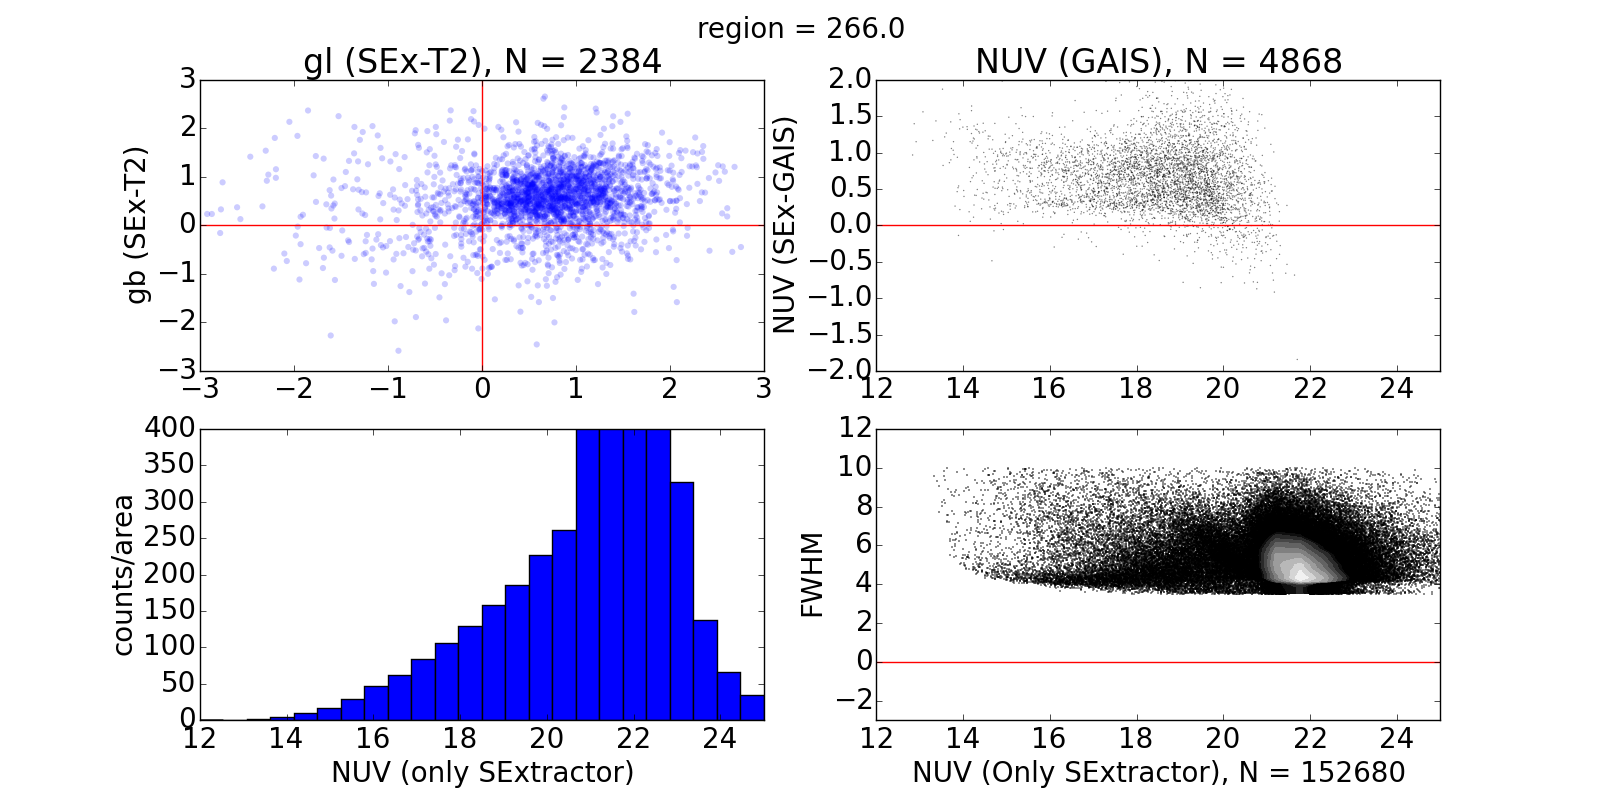 region = 266.0
gl (SEx-T2), N = 2384
3
2
1
0
−1
−2
−3
gb (SEx-T2)
−3 −2 −1 0 1 2 3
NUV (GAIS), N = 4868
2.0
1.5
1.0
0.5
0.0
−0.5
−1.0
−1.5
−2.0
NUV (SEx-GAIS)
12 14 16 18 20 22 24
400
350
300
250
200
150
100
50
0
counts/area
12 14 16 18 20 22 24
NUV (only SExtractor)
12
10
8
6
4
2
0
−2
FWHM
12 14 16 18 20 22 24
NUV (Only SExtractor), N = 152680